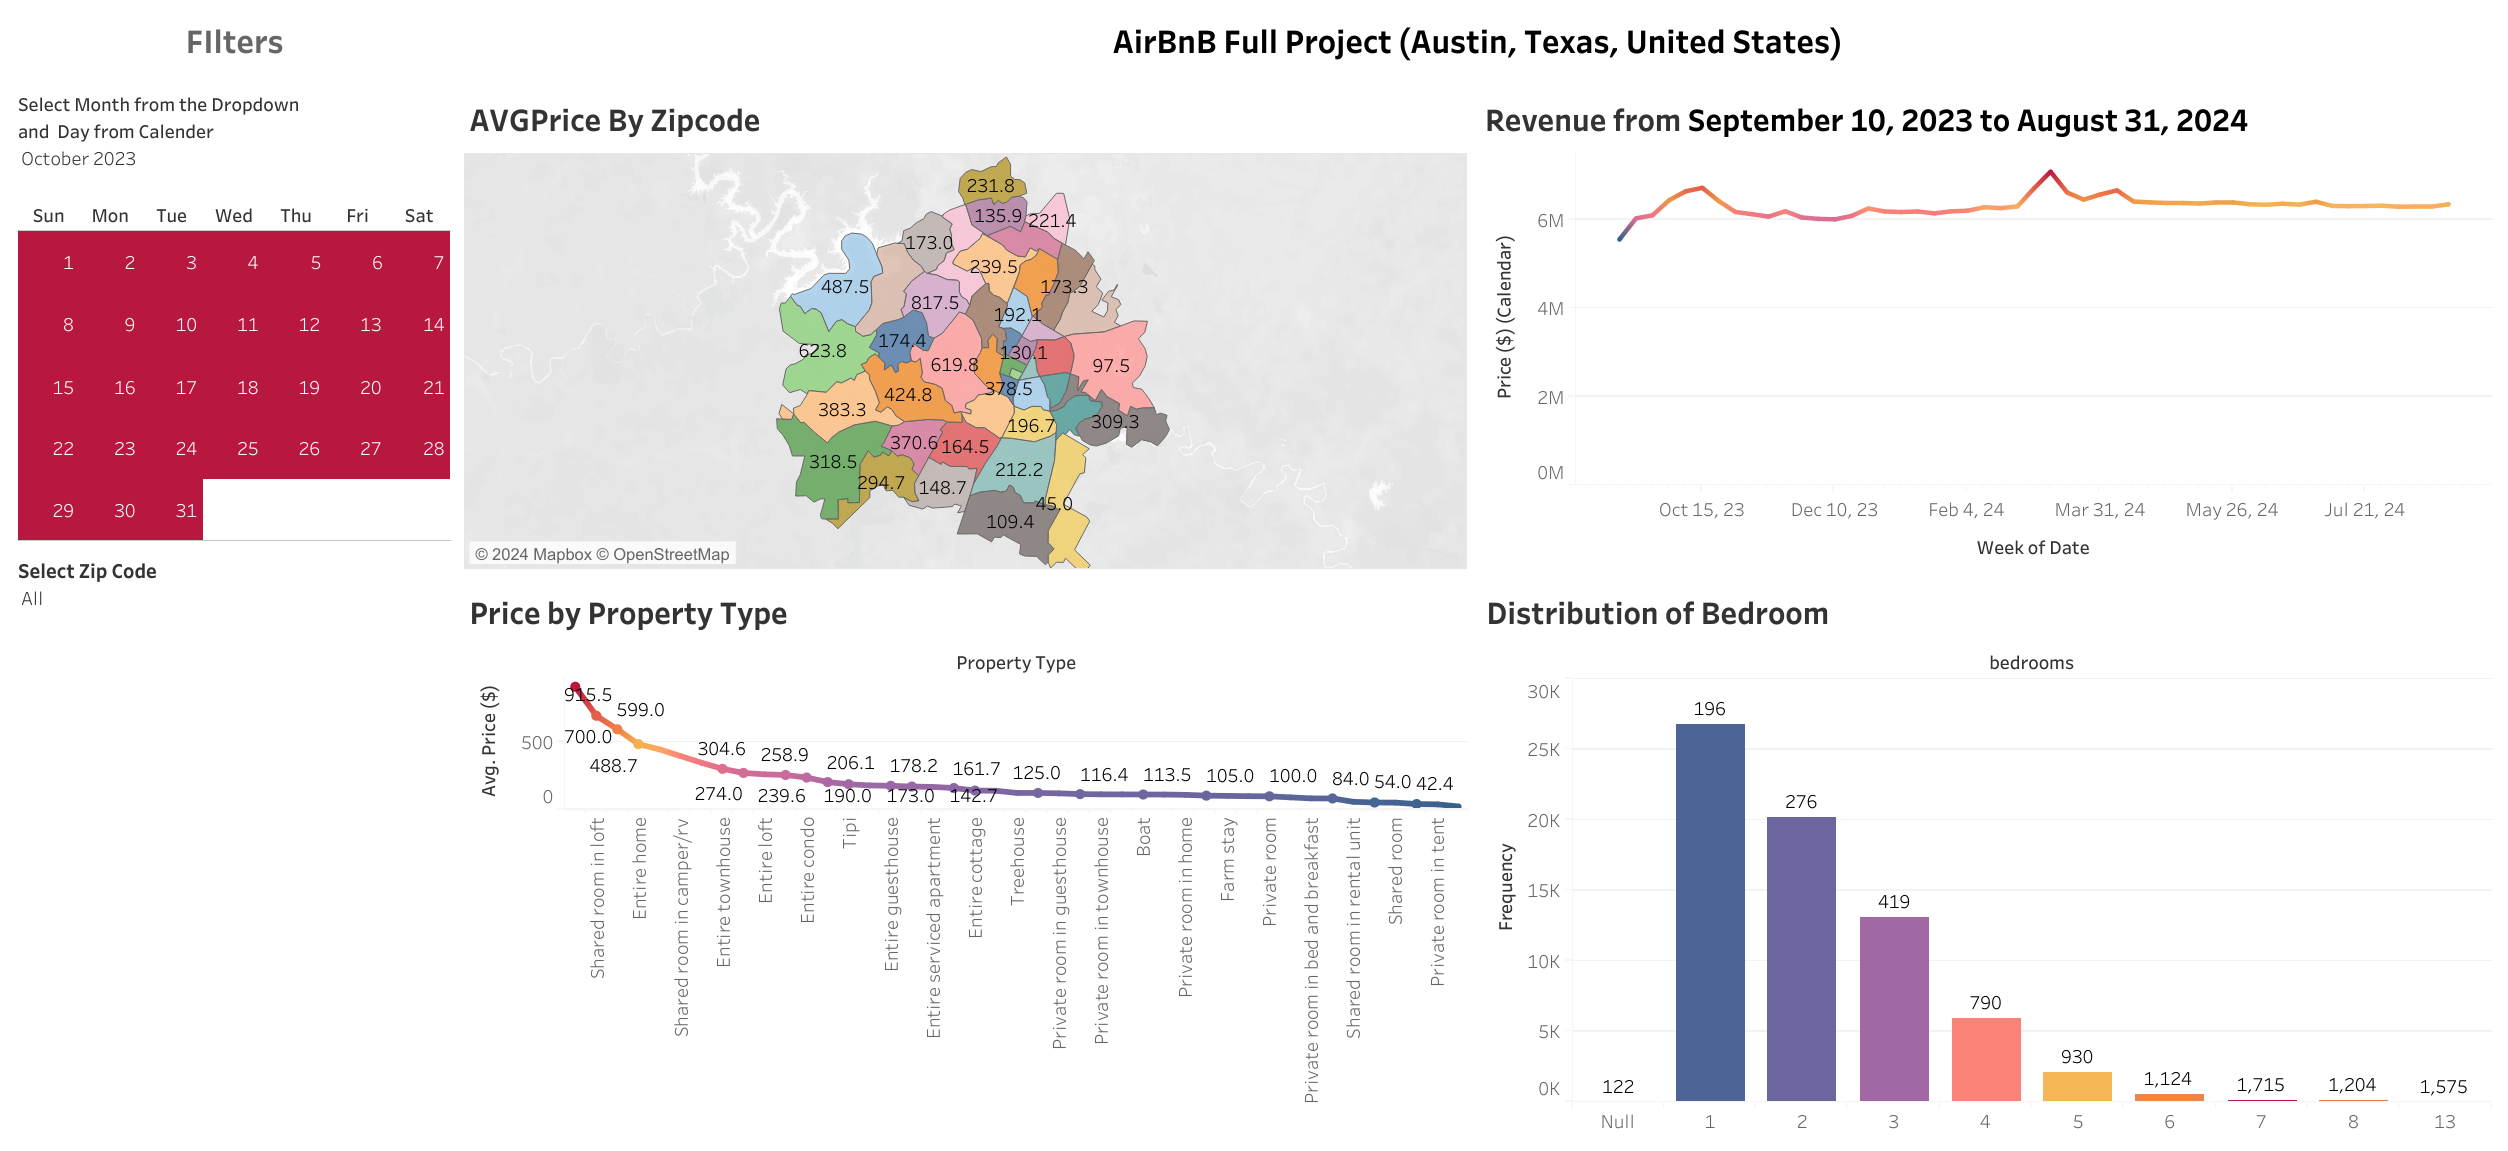 FIlters
AirBnB Full Project (Austin, Texas, United States)
Select Month from the Dropdown
and Day from Calender
October 2023
Sun Mon Tue Wed Thu Fri Sat
1 2 3 4 5 6 7
8 9 10 11 12 13 14
15 16 17 18 19 20 21
22 23 24 25 26 27 28
29 30 31
Select Zip Code
All
AVGPrice By Zipcode
231.8
135.9
221.4
173.0
239.5
487.5
173.3
817.5
192.1
174.4
623.8
130.1
619.8
97.5
378.5
424.8
383.3
309.3
196.7
370.6
164.5
318.5
212.2
294.7
148.7
45.0
109.4
© 2024 Mapbox © OpenStreetMap
Revenue from September 10, 2023 to August 31, 2024
Price ($) (Calendar)
6M
4M
2M
0M
Oct 15, 23 Dec 10, 23 Feb 4, 24 Mar 31, 24 May 26, 24 Jul 21, 24
Week of Date
Price by Property Type
Property Type
Avg. Price ($)
500
0
915.5
599.0
700.0
488.7
304.6
258.9
206.1
178.2
161.7
125.0
116.4
113.5
105.0
100.0
84.0
54.0
42.4
274.0
239.6
190.0
173.0
142.7
Shared room in loft
Entire home
Shared room in camper/rv
Entire townhouse
Entire loft
Entire condo
Tipi
Entire guesthouse
Entire serviced apartment
Entire cottage
Treehouse
Private room in guesthouse
Private room in townhouse
Boat
Private room in home
Farm stay
Private room
Private room in bed and breakfast
Shared room in rental unit
Shared room
Private room in tent
Distribution of Bedroom
bedrooms
Frequency
30K
25K
20K
15K
10K
5K
0K
122
196
276
419
790
930
1,124
1,715
1,204
1,575
Null 1 2 3 4 5 6 7 8 13